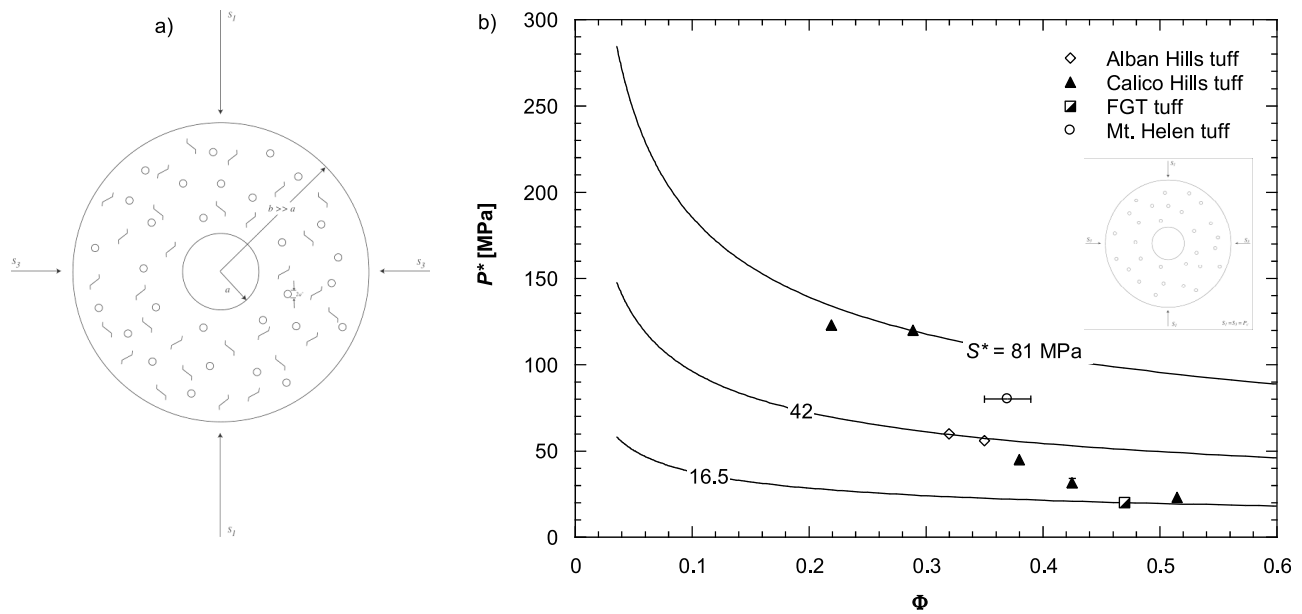 a)
S1
b >> a
S3
S3
a
2a'
S1
b)
300
250
200
150
100
50
0
P* [MPa]
Alban Hills tuff
Calico Hills tuff
FGT tuff
Mt. Helen tuff
S* = 81 MPa
42
16.5
0
0.1
0.2
0.3
0.4
0.5
0.6
Φ